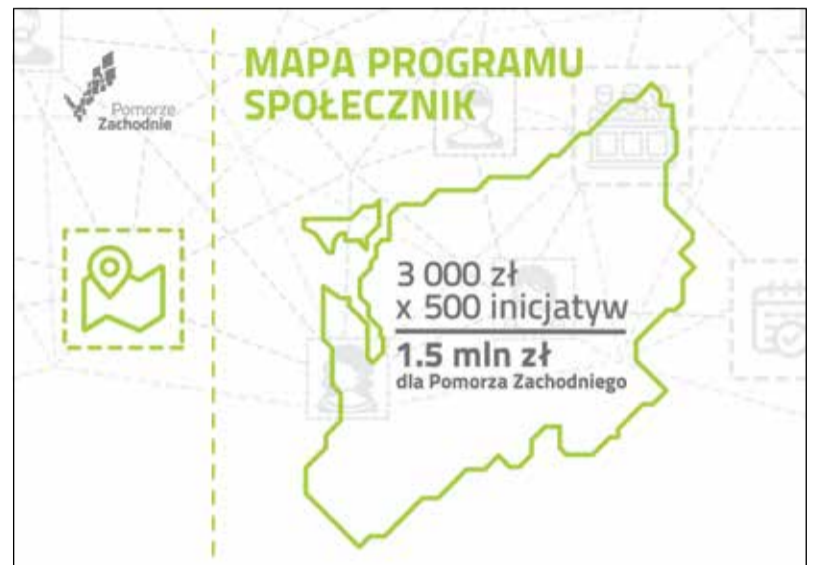 Pomorze
Zachodnie
MAPA PROGRAMU
SPOŁECZNIK
3 000 zł
x 500 inicjatyw
1.5 mln zł
dla Pomorza Zachodniego